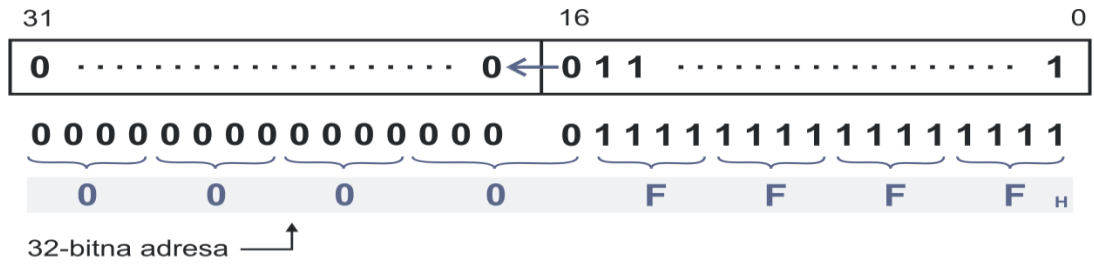 31 16 0
0 . . . . . . . . . . . . . . . . . . . 0 ← 0 1 1 . . . . . . . . . . . . . . . . . 1
0 0 0 0 0 0 0 0 0 0 0 0 0 0 0 0 1 1 1 1 1 1 1 1 1 1 1 1 1 1 1 1
0 0 0 0 F F F F H
32-bitna adresa